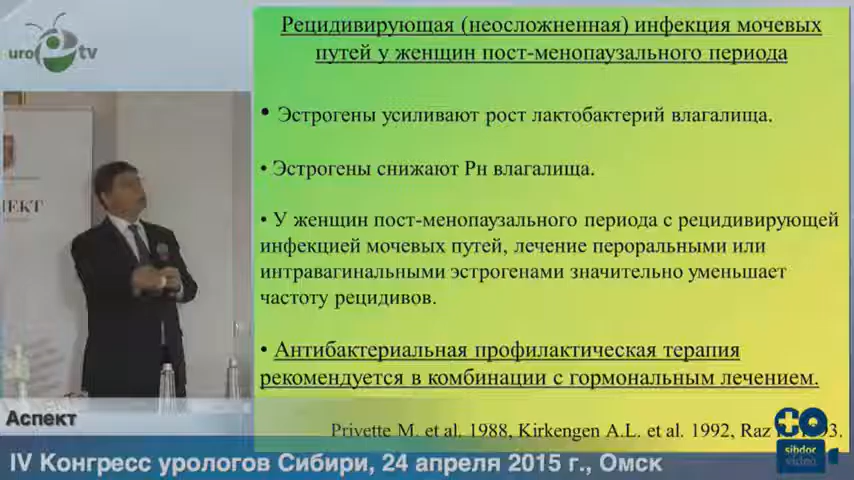 uro tv
ЕКТ
Рецидивирующая (неосложненная) инфекция мочевых
путей у женщин пост-менопаузального периода
• Эстрогены усиливают рост лактобактерий влагалища.
• Эстрогены снижают Рн влагалища.
• У женщин пост-менопаузального периода с рецидивирующей
инфекцией мочевых путей, лечение пероральными или
интравагинальными эстрогенами значительно уменьшает
частоту рецидивов.
• Антибактериальная профилактическая терапия
рекомендуется в комбинации с гормональным лечением.
Privette M. et al. 1988, Kirkengen A.L. et al. 1992, Raz
Аспект
IV Конгресс урологов Сибири, 24 апреля 2015 г., Омск
sibdoc
video